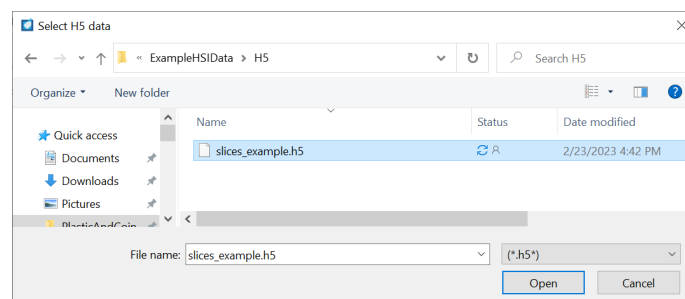 Select H5 data
« ExampleHSIData > H5
Search H5
Organize
New folder
Name
Status
Date modified
Quick access
Documents
Downloads
Pictures
slices_example.h5
2/23/2023 4:42 PM
PlasticAndCoin
File name:
slices_example.h5
(*.h5*)
Open
Cancel